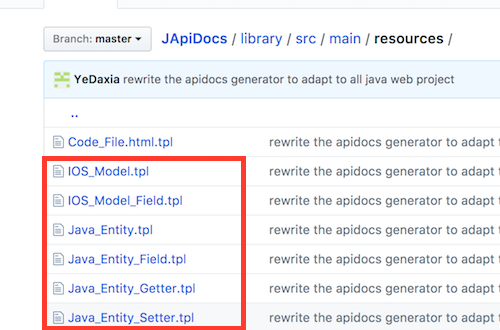 Branch: master JApiDocs / library / src / main / resources /
YeDaxia rewrite the apidocs generator to adapt to all java web project
..
Code_File.html.tpl rewrite the apidocs generator to adapt
IOS_Model.tpl rewrite the apidocs generator to adapt t
IOS_Model_Field.tpl rewrite the apidocs generator to adapt t
Java_Entity.tpl rewrite the apidocs generator to adapt t
Java_Entity_Field.tpl rewrite the apidocs generator to adapt t
Java_Entity_Getter.tpl rewrite the apidocs generator to adapt t
Java_Entity_Setter.tpl rewrite the apidocs generator to adapt t